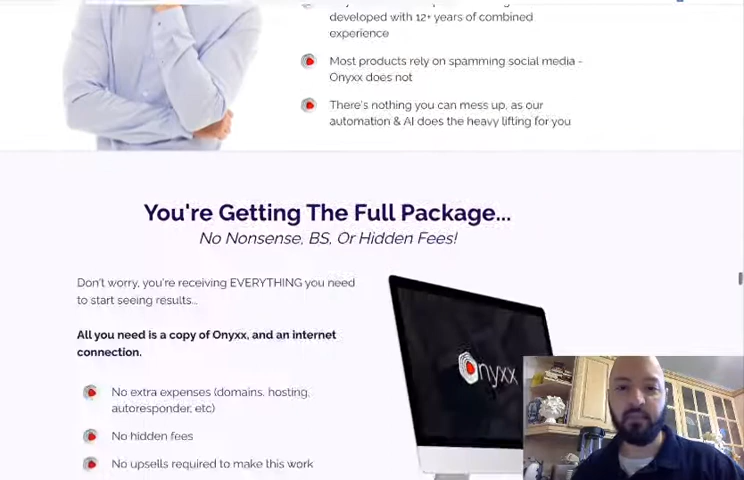 developed with 12+ years of combined
experience
Most products rely on spamming social media -
Onyxx does not
There's nothing you can mess up, as our
automation & AI does the heavy lifting for you
You're Getting The Full Package...
No Nonsense, BS, Or Hidden Fees!
Don't worry, you're receiving EVERYTHING you need
to start seeing results...
All you need is a copy of Onyxx, and an internet
connection.
Onyxx
No extra expenses (domains, hosting,
autoresponder, etc)
No hidden fees
No upsells required to make this work